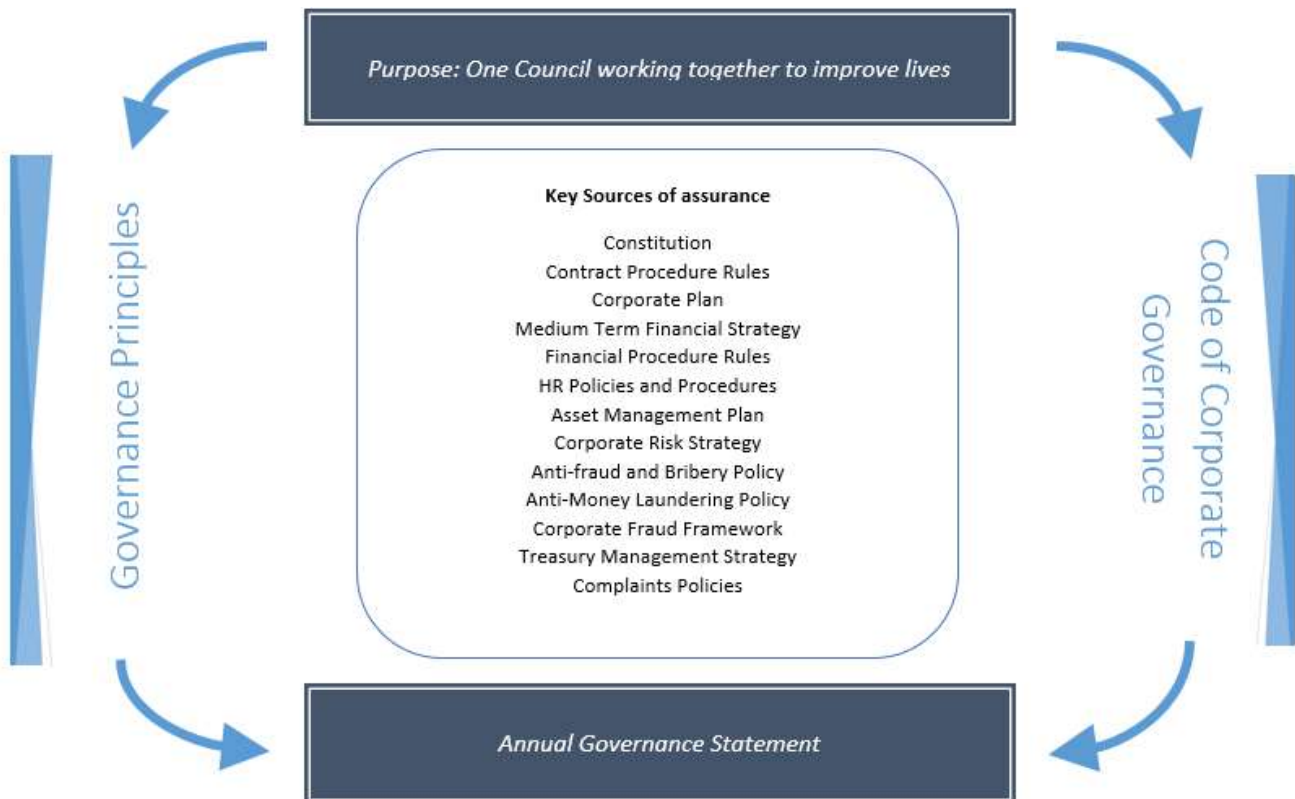 Purpose: One Council working together to improve lives
Governance Principles
Key Sources of assurance
Constitution
Contract Procedure Rules
Corporate Plan
Medium Term Financial Strategy
Financial Procedure Rules
HR Policies and Procedures
Asset Management Plan
Corporate Risk Strategy
Anti-fraud and Bribery Policy
Anti-Money Laundering Policy
Corporate Fraud Framework
Treasury Management Strategy
Complaints Policies
Code of Corporate
Governance
Annual Governance Statement